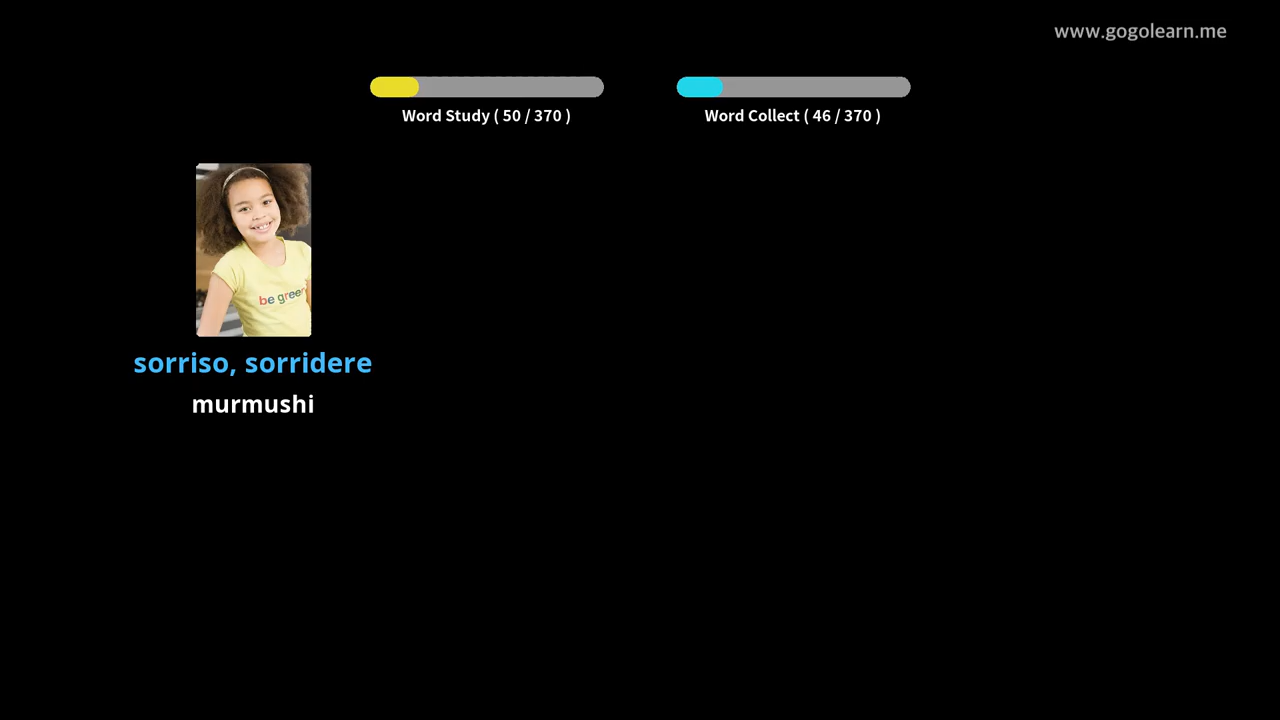 www.gogolearn.me
Word Study ( 50 / 370 )
Word Collect ( 46 / 370 )
be green
sorriso, sorridere
murmushi